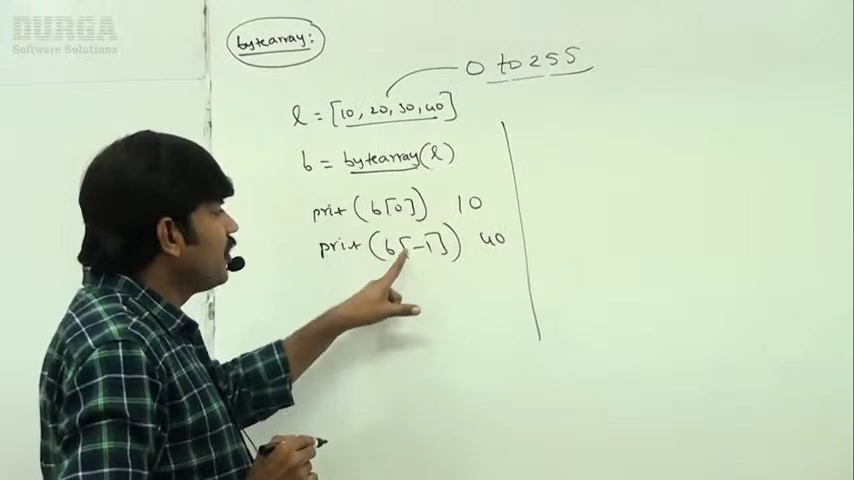 DURGA
Software Solutions
bytearray:
0 to 255
l = [10, 20, 30, 40]
b = bytearray(l)
print(b[0]) 10
print(b[-1]) 40